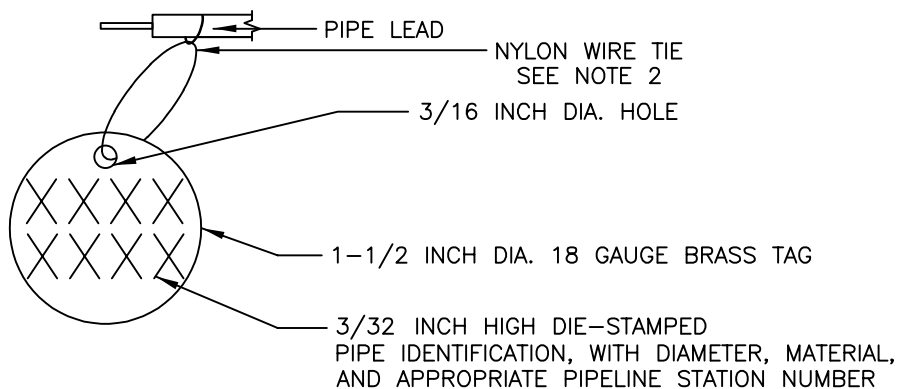 PIPE LEAD
NYLON WIRE TIE
SEE NOTE 2
3/16 INCH DIA. HOLE
XXXX
XXXX
1-1/2 INCH DIA. 18 GAUGE BRASS TAG
3/32 INCH HIGH DIE-STAMPED
PIPE IDENTIFICATION, WITH DIAMETER, MATERIAL,
AND APPROPRIATE PIPELINE STATION NUMBER